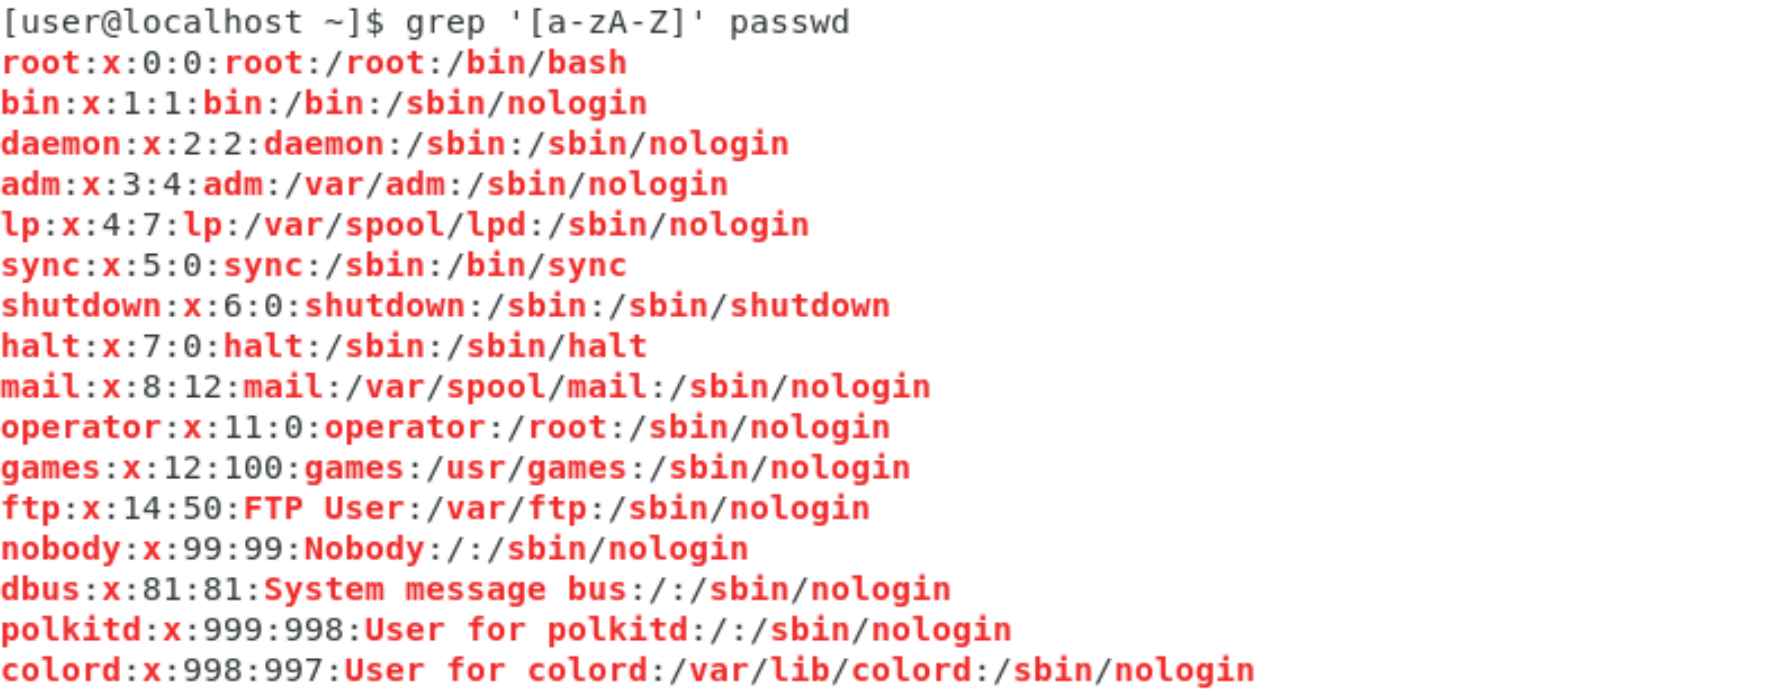 [user@localhost ~]$ grep '[a-zA-Z]' passwd
root:x:0:0:root:/root:/bin/bash
bin:x:1:1:bin:/bin:/sbin/nologin
daemon:x:2:2:daemon:/sbin:/sbin/nologin
adm:x:3:4:adm:/var/adm:/sbin/nologin
lp:x:4:7:lp:/var/spool/lpd:/sbin/nologin
sync:x:5:0:sync:/sbin:/bin/sync
shutdown:x:6:0:shutdown:/sbin:/sbin/shutdown
halt:x:7:0:halt:/sbin:/sbin/halt
mail:x:8:12:mail:/var/spool/mail:/sbin/nologin
operator:x:11:0:operator:/root:/sbin/nologin
games:x:12:100:games:/usr/games:/sbin/nologin
ftp:x:14:50:FTP User:/var/ftp:/sbin/nologin
nobody:x:99:99:Nobody:/:/sbin/nologin
dbus:x:81:81:System message bus:/:/sbin/nologin
polkitd:x:999:998:User for polkitd:/:/sbin/nologin
colord:x:998:997:User for colord:/var/lib/colord:/sbin/nologin